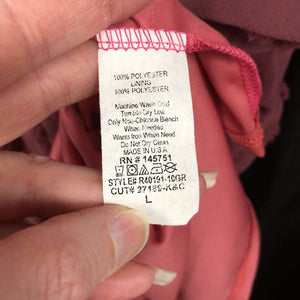 100% POLYESTER
LINING
100% POLYESTER
Machine Wash Cold
Tumble Dry Low
Only Non-Chlorine Bleach
When Needed
Warm Iron When Need
Do Not Dry Clean
MADE IN U.S.A
RN # 145751
STYLE# R40191-10GR
CUT# 27189-K&C
L